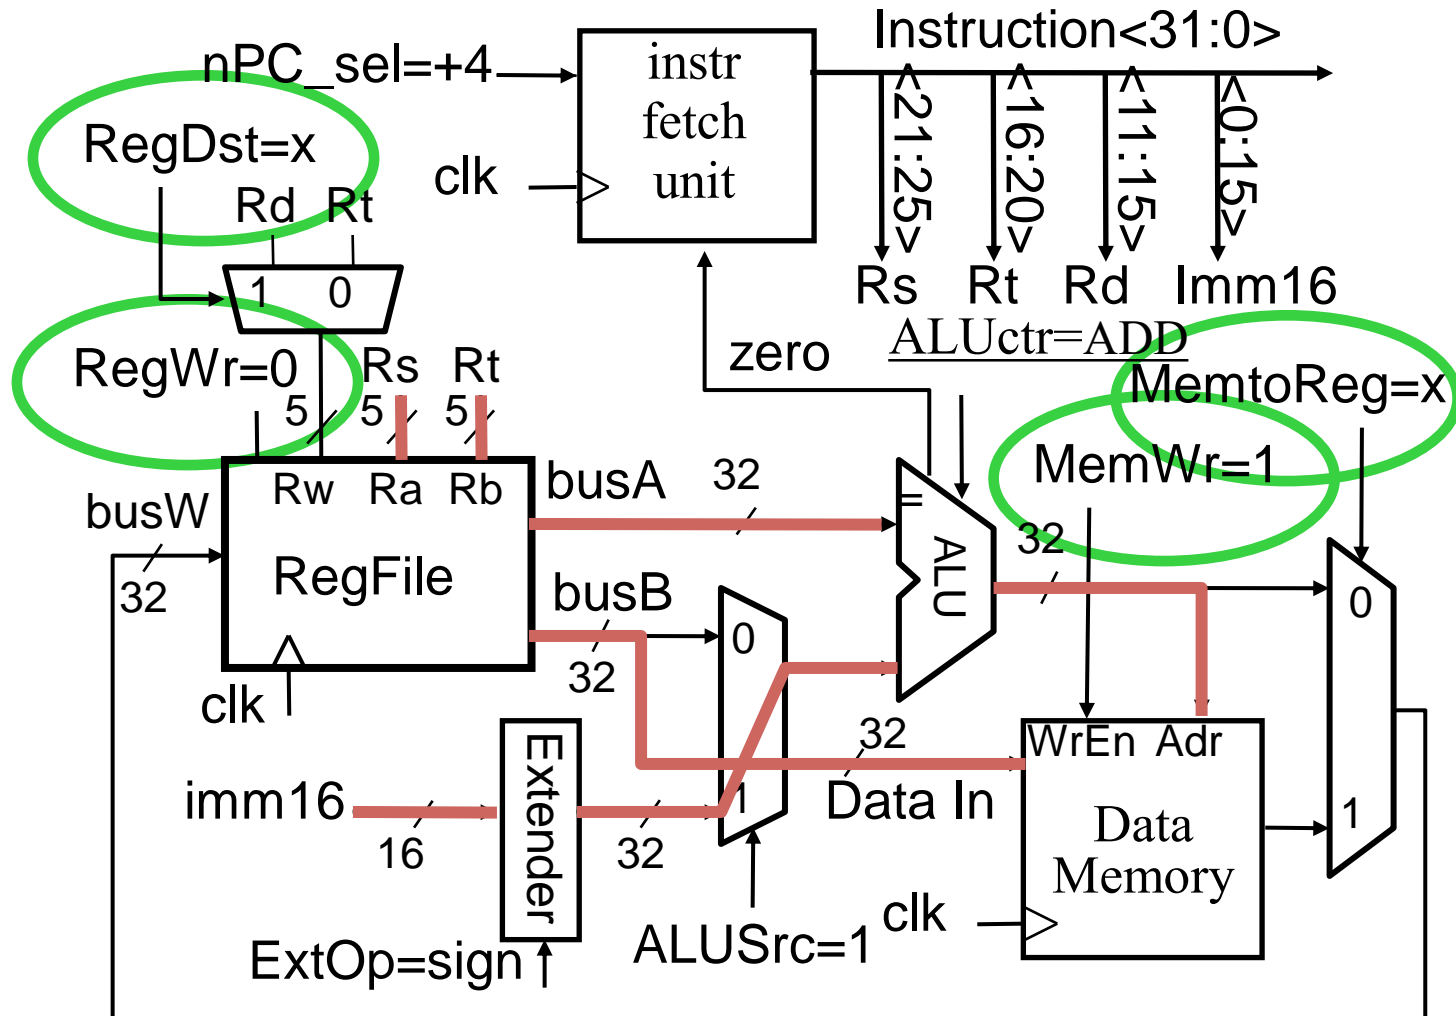 Instruction<31:0>
nPC_sel=+4
instr
fetch
unit
clk
<21:25>
<16:20>
<11:15>
<0:15>
Rs
Rt
Rd
Imm16
RegDst=x
Rd
Rt
1
0
ALUctr=ADD
zero
MemtoReg=x
RegWr=0
Rs
Rt
5
5
5
MemWr=1
busW
32
Rw
Ra
Rb
RegFile
clk
busA
32
busB
32
=
ALU
32
0
1
0
1
imm16
16
Extender
32
32
Data In
WrEn
Adr
Data
Memory
clk
ExtOp=sign
ALUSrc=1